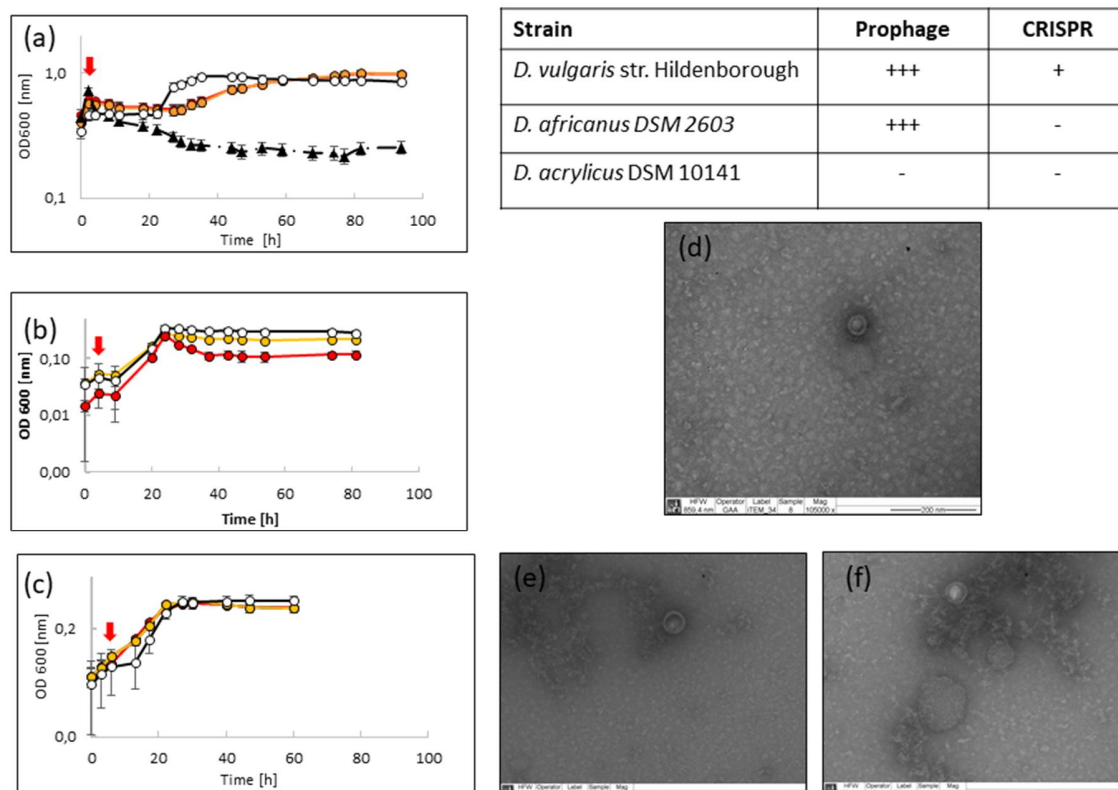 (a)
OD600 [nm]
1,0
0,1
0 20 40 60 80 100
Time [h]
Strain Prophage CRISPR
D. vulgaris str. Hildenborough +++ +
D. africanus DSM 2603 +++ -
D. acrylicus DSM 10141 - -
(b)
OD 600 [nm]
0,10
0,01
0,00
0 20 40 60 80 100
Time [h]
(c)
OD 600 [nm]
0,2
0,0
0 20 40 60 80 100
Time [h]
(d)
HFW Operator Label Sample Mag
859.4 nm GAA iTEM_34 8 105000 x 200 nm
(e)
HFW Operator Label Sample Mag
(f)
HFW Operator Label Sample Mag